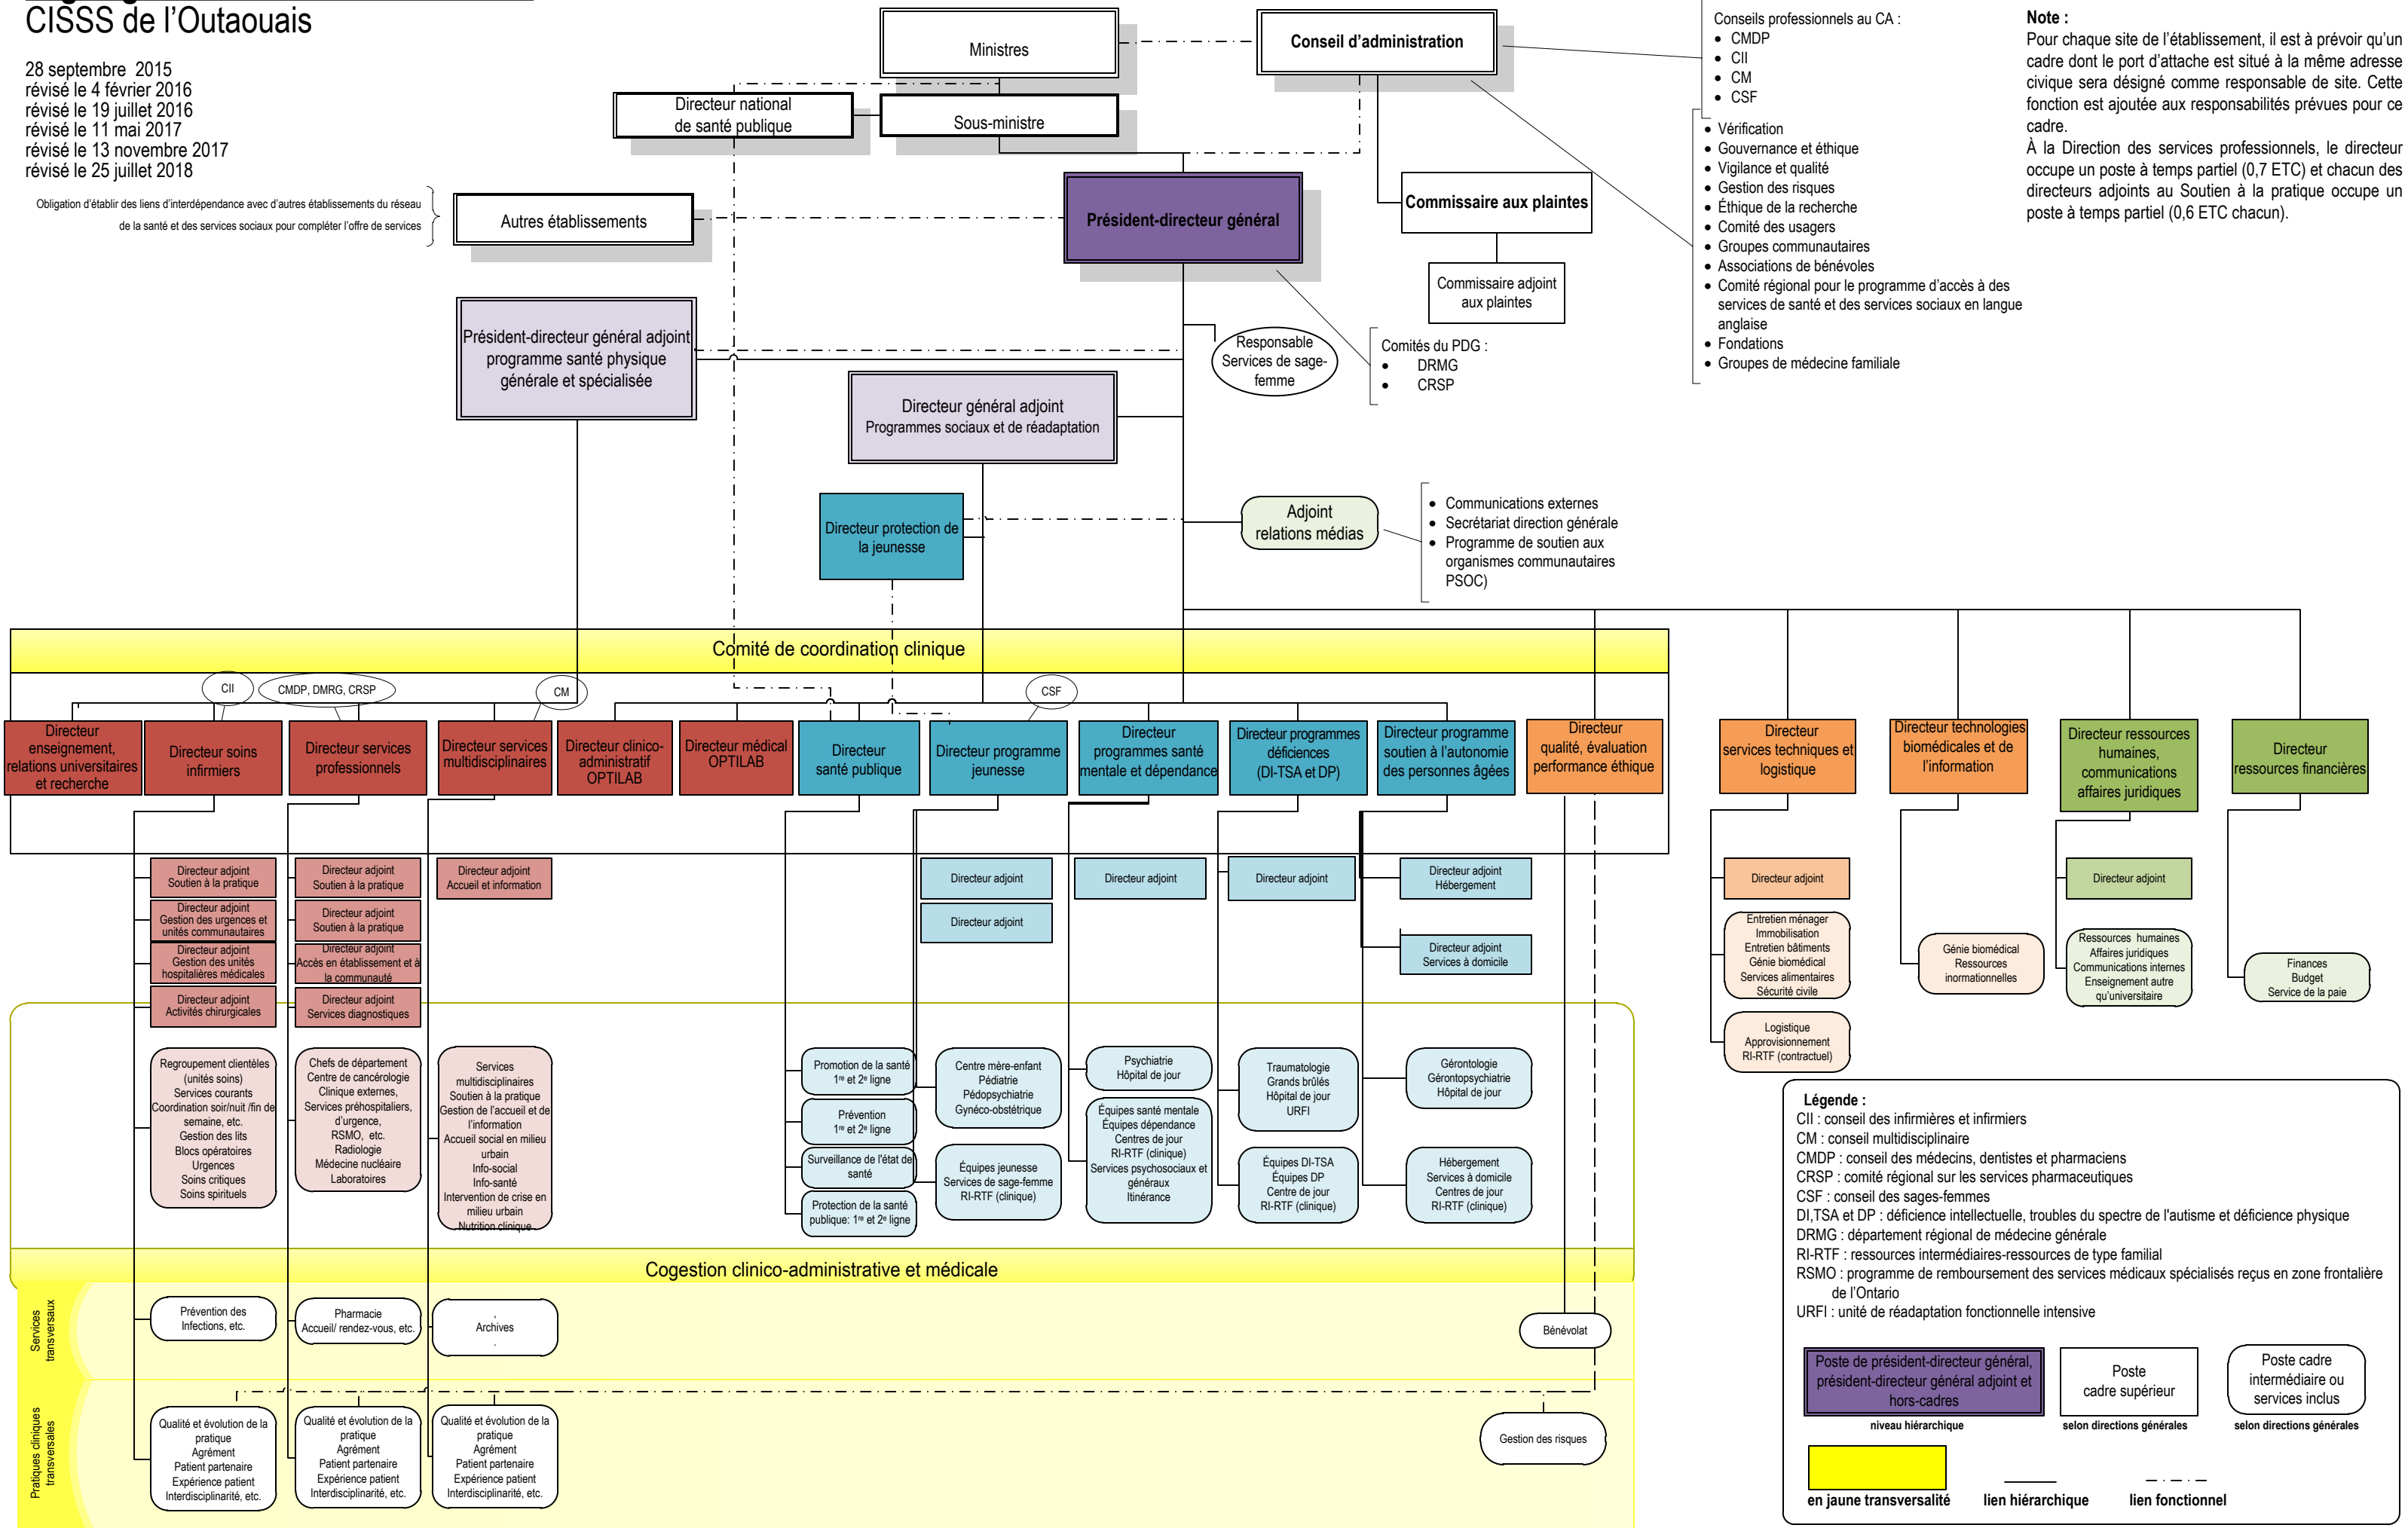 CISSS de l’Outaouais
28 septembre 2015
révisé le 4 février 2016
révisé le 19 juillet 2016
révisé le 11 mai 2017
révisé le 13 novembre 2017
révisé le 25 juillet 2018
Obligation d’établir des liens d’interdépendance avec d’autres établissements du réseau
de la santé et des services sociaux pour compléter l’offre de services
Ministres
Conseil d’administration
Directeur national
de santé publique
Sous-ministre
Autres établissements
Président-directeur général
Commissaire aux plaintes
Commissaire adjoint
aux plaintes
Conseils professionnels au CA :
• CMDP
• CII
• CM
• CSF
• Vérification
• Gouvernance et éthique
• Vigilance et qualité
• Gestion des risques
• Éthique de la recherche
• Comité des usagers
• Groupes communautaires
• Associations de bénévoles
• Comité régional pour le programme d’accès à des
services de santé et des services sociaux en langue
anglaise
• Fondations
• Groupes de médecine familiale
Note :
Pour chaque site de l’établissement, il est à prévoir qu’un
cadre dont le port d’attache est situé à la même adresse
civique sera désigné comme responsable de site. Cette
fonction est ajoutée aux responsabilités prévues pour ce
cadre.
À la Direction des services professionnels, le directeur
occupe un poste à temps partiel (0,7 ETC) et chacun des
directeurs adjoints au Soutien à la pratique occupe un
poste à temps partiel (0,6 ETC chacun).
Président-directeur général adjoint
programme santé physique
générale et spécialisée
Directeur général adjoint
Programmes sociaux et de réadaptation
Responsable
Services de sage-
femme
Comités du PDG :
• DRMG
• CRSP
Directeur protection de
la jeunesse
Adjoint
relations médias
• Communications externes
• Secrétariat direction générale
• Programme de soutien aux
organismes communautaires
PSOC)
Comité de coordination clinique
CII
CMDP, DMRG, CRSP
CM
CSF
Directeur
enseignement,
relations universitaires
et recherche
Directeur soins
infirmiers
Directeur services
professionnels
Directeur services
multidisciplinaires
Directeur clinico-
administratif
OPTILAB
Directeur médical
OPTILAB
Directeur
santé publique
Directeur programme
jeunesse
Directeur
programmes santé
mentale et dépendance
Directeur programmes
déficiences
(DI-TSA et DP)
Directeur programme
soutien à l’autonomie
des personnes âgées
Directeur
qualité, évaluation
performance éthique
Directeur
services techniques et
logistique
Directeur technologies
biomédicales et de
l’information
Directeur ressources
humaines,
communications
affaires juridiques
Directeur
ressources financières
Directeur adjoint
Soutien à la pratique
Directeur adjoint
Gestion des urgences et
unités communautaires
Directeur adjoint
Gestion des unités
hospitalières médicales
Directeur adjoint
Activités chirurgicales
Directeur adjoint
Soutien à la pratique
Directeur adjoint
Soutien à la pratique
Directeur adjoint
Accès en établissement et à
la communauté
Directeur adjoint
Services diagnostiques
Directeur adjoint
Accueil et information
Directeur adjoint
Directeur adjoint
Directeur adjoint
Directeur adjoint
Directeur adjoint
Hébergement
Directeur adjoint
Services à domicile
Directeur adjoint
Entretien ménager
Immobilisation
Entretien bâtiments
Génie biomédical
Services alimentaires
Sécurité civile
Logistique
Approvisionnement
RI-RTF (contractuel)
Génie biomédical
Ressources
inormationnelles
Directeur adjoint
Ressources humaines
Affaires juridiques
Communications internes
Enseignement autre
qu’universitaire
Finances
Budget
Service de la paie
Regroupement clientèles
(unités soins)
Services courants
Coordination soir/nuit /fin de
semaine, etc.
Gestion des lits
Blocs opératoires
Urgences
Soins critiques
Soins spirituels
Chefs de département
Centre de cancérologie
Clinique externes,
Services préhospitaliers,
d’urgence,
RSMO, etc.
Radiologie
Médecine nucléaire
Laboratoires
Services
multidisciplinaires
Soutien à la pratique
Gestion de l’accueil et de
l’information
Accueil social en milieu
urbain
Info-social
Info-santé
Intervention de crise en
milieu urbain
Nutrition clinique
Promotion de la santé
1re et 2e ligne
Prévention
1re et 2e ligne
Surveillance de l'état de
santé
Protection de la santé
publique: 1re et 2e ligne
Centre mère-enfant
Pédiatrie
Pédopsychiatrie
Gynéco-obstétrique
Équipes jeunesse
Services de sage-femme
RI-RTF (clinique)
Psychiatrie
Hôpital de jour
Équipes santé mentale
Équipes dépendance
Centres de jour
RI-RTF (clinique)
Services psychosociaux et
généraux
Itinérance
Traumatologie
Grands brûlés
Hôpital de jour
URFI
Équipes DI-TSA
Équipes DP
Centre de jour
RI-RTF (clinique)
Gérontologie
Gérontopsychiatrie
Hôpital de jour
Hébergement
Services à domicile
Centres de jour
RI-RTF (clinique)
Cogestion clinico-administrative et médicale
Services
transversaux
Prévention des
Infections, etc.
Pharmacie
Accueil/ rendez-vous, etc.
,
Archives
.
Bénévolat
Pratiques cliniques
transversales
Qualité et évolution de la
pratique
Agrément
Patient partenaire
Expérience patient
Interdisciplinarité, etc.
Qualité et évolution de la
pratique
Agrément
Patient partenaire
Expérience patient
Interdisciplinarité, etc.
Qualité et évolution de la
pratique
Agrément
Patient partenaire
Expérience patient
Interdisciplinarité, etc.
Gestion des risques
Légende :
CII : conseil des infirmières et infirmiers
CM : conseil multidisciplinaire
CMDP : conseil des médecins, dentistes et pharmaciens
CRSP : comité régional sur les services pharmaceutiques
CSF : conseil des sages-femmes
DI,TSA et DP : déficience intellectuelle, troubles du spectre de l'autisme et déficience physique
DRMG : département régional de médecine générale
RI-RTF : ressources intermédiaires-ressources de type familial
RSMO : programme de remboursement des services médicaux spécialisés reçus en zone frontalière
de l’Ontario
URFI : unité de réadaptation fonctionnelle intensive
Poste de président-directeur général,
président-directeur général adjoint et
hors-cadres
niveau hiérarchique
Poste
cadre supérieur
selon directions générales
Poste cadre
intermédiaire ou
services inclus
selon directions générales
en jaune transversalité
lien hiérarchique
lien fonctionnel